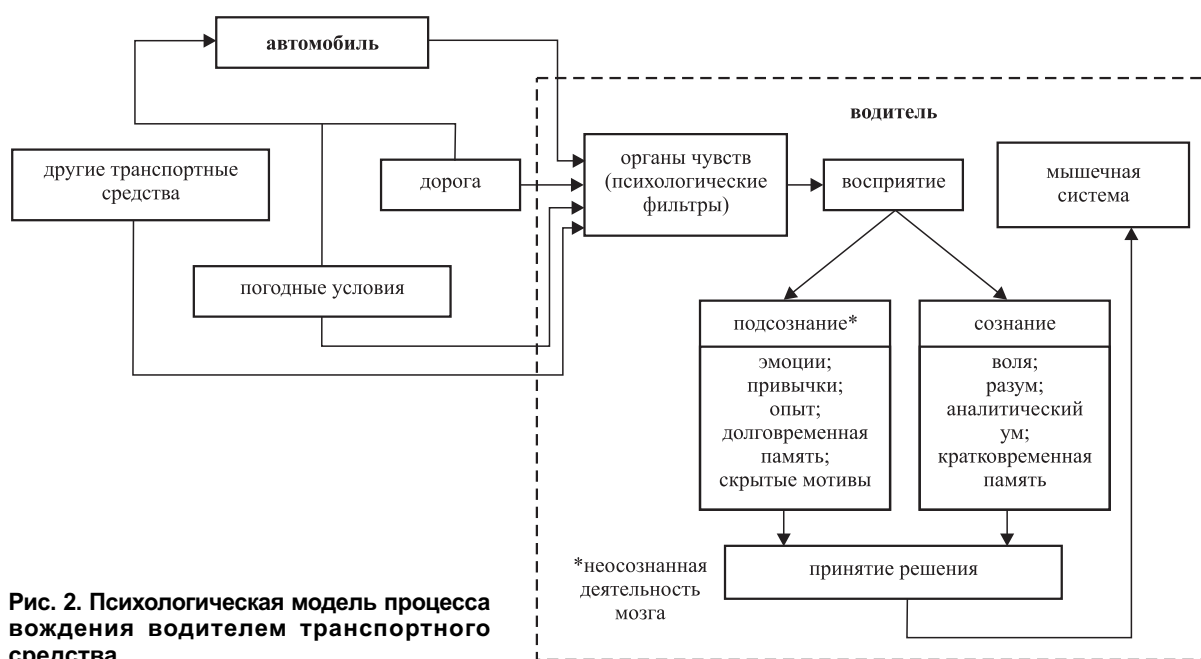 автомобиль
водитель
другие транспортные
средства
дорога
органы чувств
(психологические
фильтры)
восприятие
мышечная
система
погодные условия
подсознание*
эмоции;
привычки;
опыт;
долговременная
память;
скрытые мотивы
сознание
воля;
разум;
аналитический
ум;
кратковременная
память
*неосознанная
деятельность
мозга
принятие решения
Рис. 2. Психологическая модель процесса
вождения водителем транспортного
средства